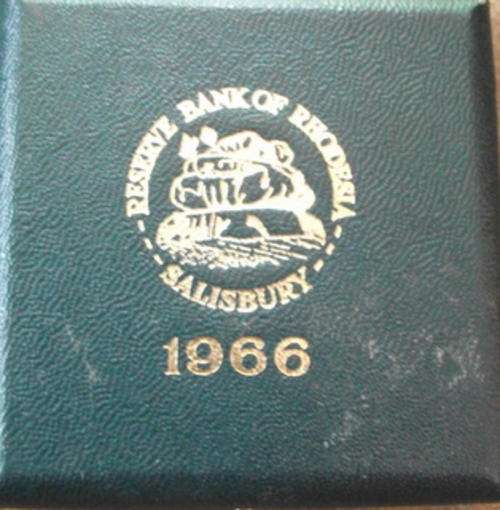 RESERVE BANK OF RHODESIA
SALISBURY
1966